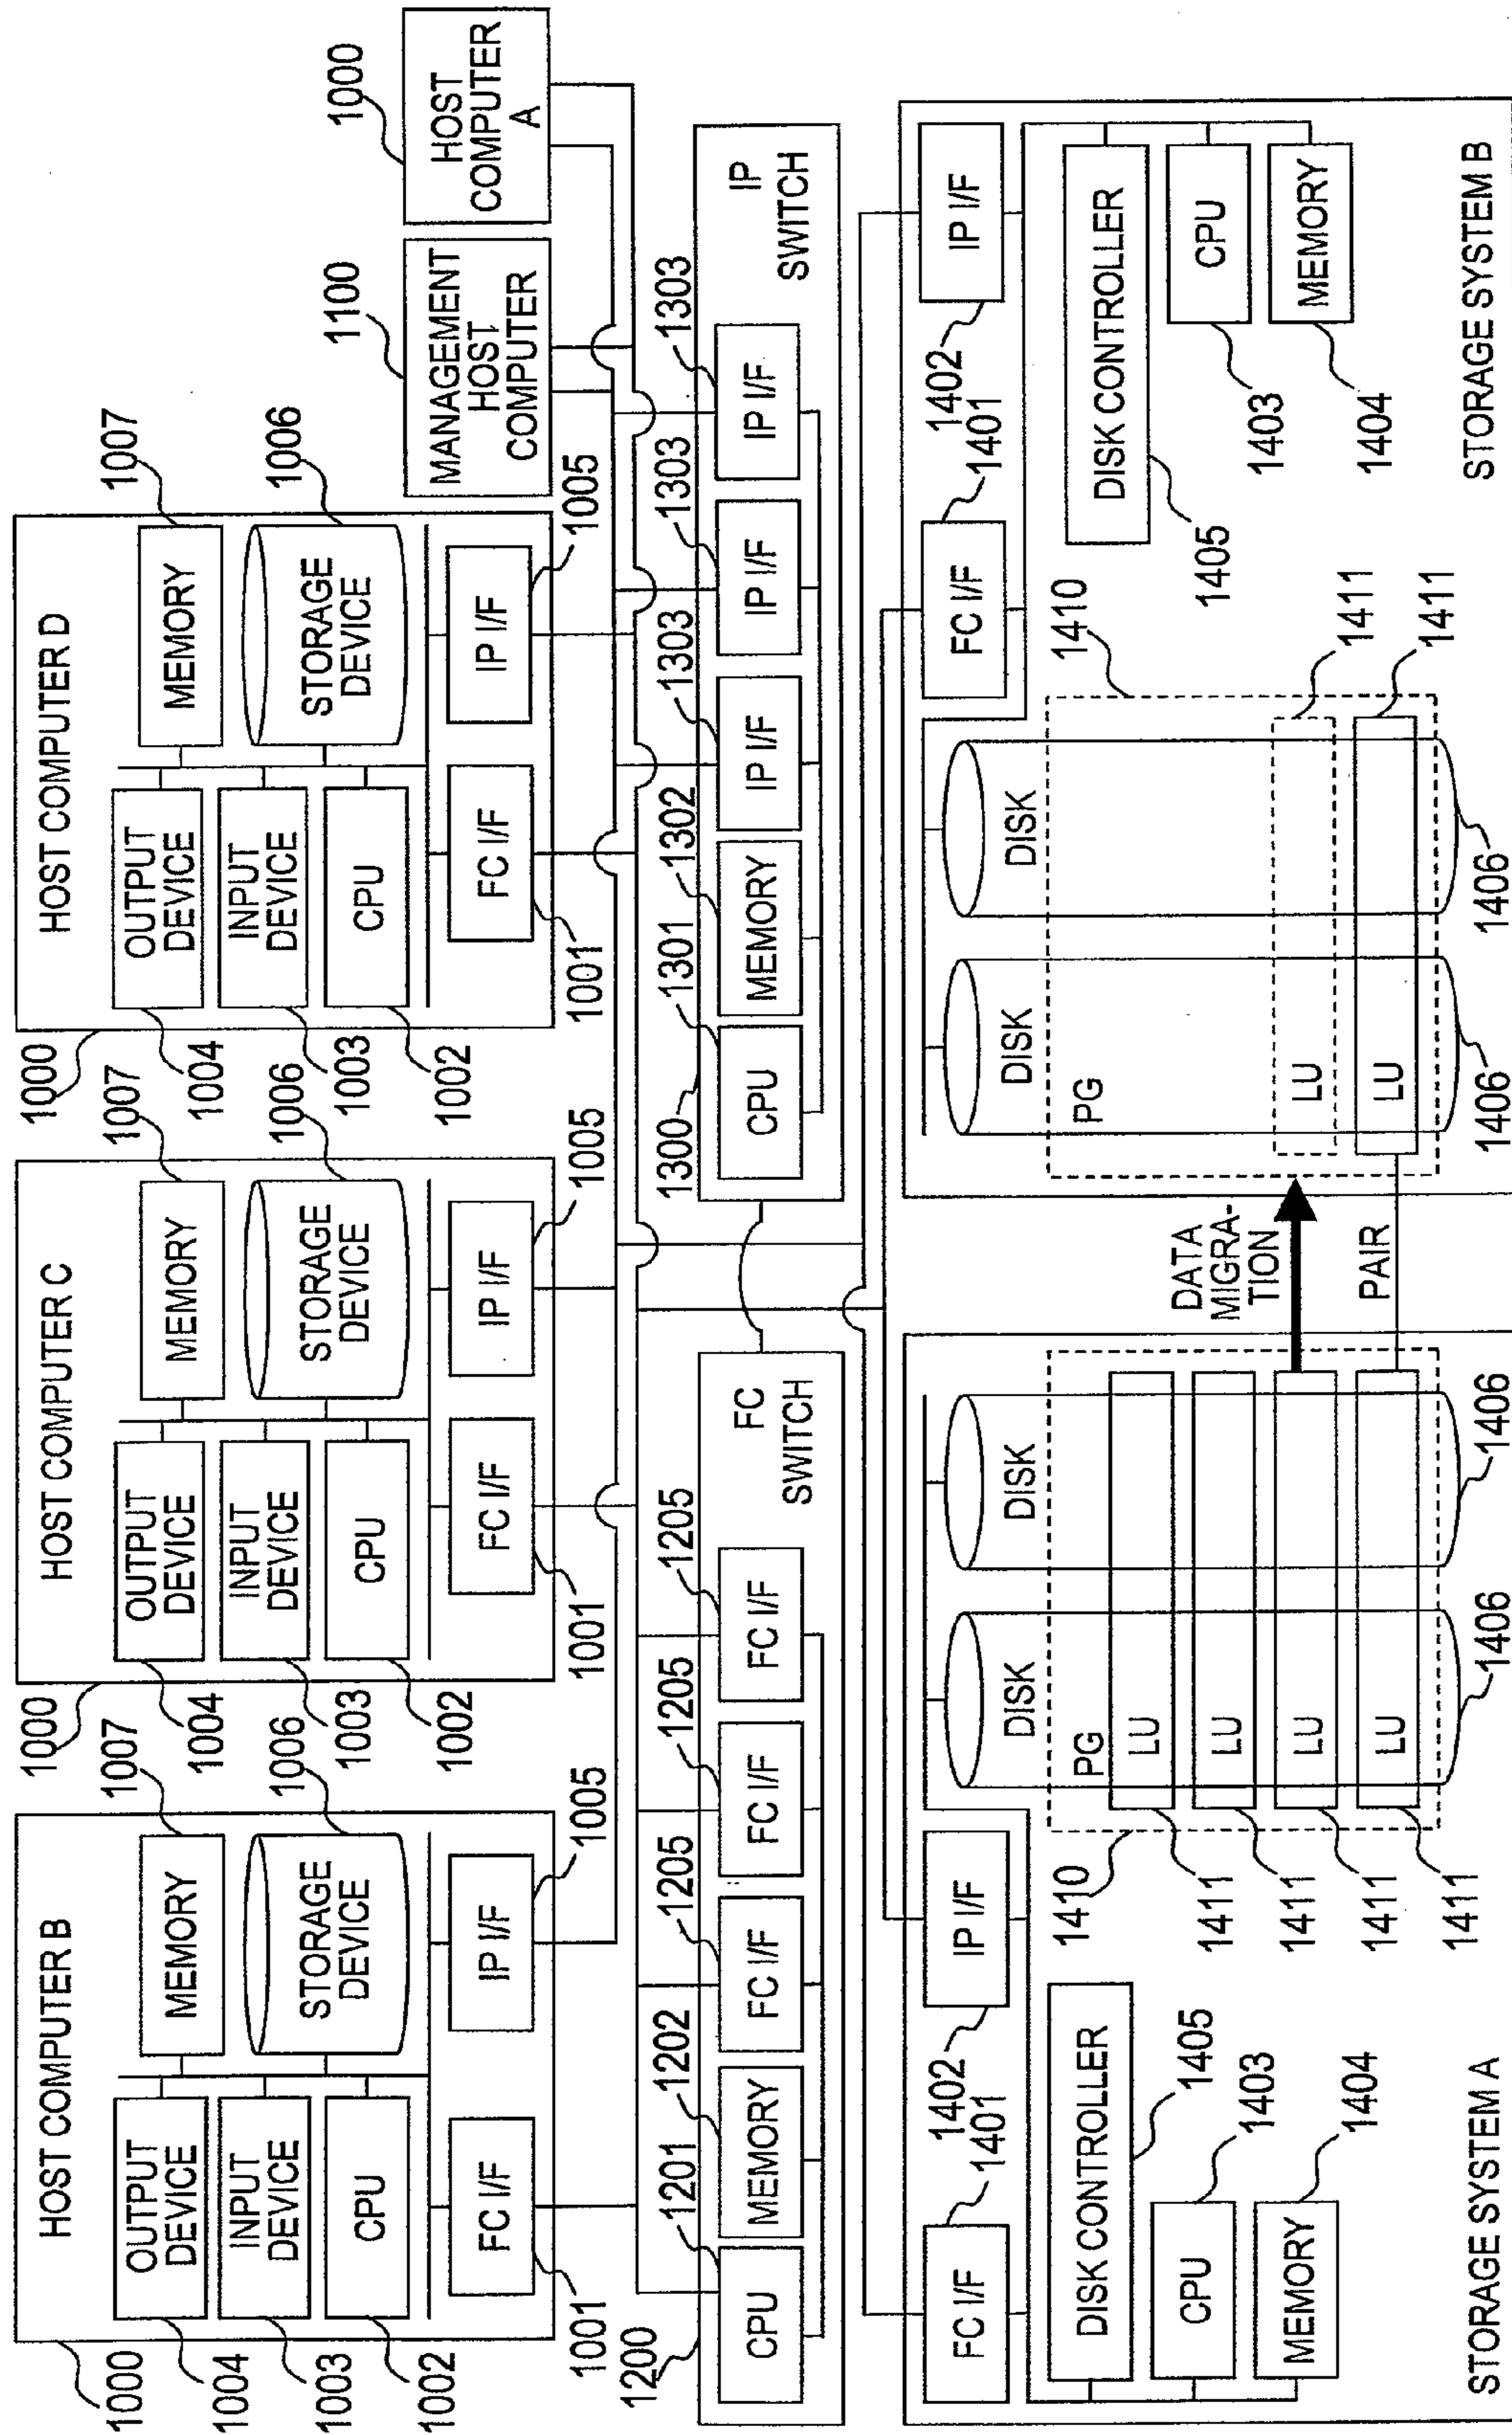 1000
HOST COMPUTER B
OUTPUT
DEVICE
1004
INPUT
DEVICE
1003
CPU
1002
MEMORY
1007
STORAGE
DEVICE
1006
FC I/F
1001
IP I/F
1005
1000
HOST COMPUTER C
OUTPUT
DEVICE
1004
INPUT
DEVICE
1003
CPU
1002
MEMORY
1007
STORAGE
DEVICE
1006
FC I/F
1001
IP I/F
1005
1000
HOST COMPUTER D
OUTPUT
DEVICE
1004
INPUT
DEVICE
1003
CPU
1002
MEMORY
1007
STORAGE
DEVICE
1006
FC I/F
1001
IP I/F
1005
1100
MANAGEMENT
HOST
COMPUTER
1000
HOST
COMPUTER
A
1200
1201
CPU
1202
MEMORY
1205
FC I/F
1205
FC I/F
1205
FC I/F
FC
SWITCH
1300
1301
CPU
1302
MEMORY
1303
IP I/F
1303
IP I/F
1303
IP I/F
IP
SWITCH
FC I/F
1401
IP I/F
1402
DISK CONTROLLER
1405
CPU
1403
MEMORY
1404
STORAGE SYSTEM A
DISK
DISK
PG
1410
LU
LU
LU
LU
1411
1411
1411
1411
1406
1406
DATA
MIGRA-
TION
PAIR
DISK
DISK
PG
1410
LU
LU
1411
1411
1406
1406
FC I/F
1401
IP I/F
1402
DISK CONTROLLER
1405
CPU
1403
MEMORY
1404
STORAGE SYSTEM B